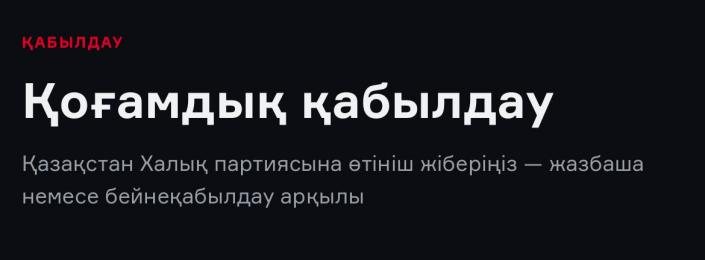 ҚАБЫЛДАУ
Қоғамдық қабылдау
Қазақстан Халық партиясына өтініш жіберіңіз — жазбаша
немесе бейнеқабылдау арқылы